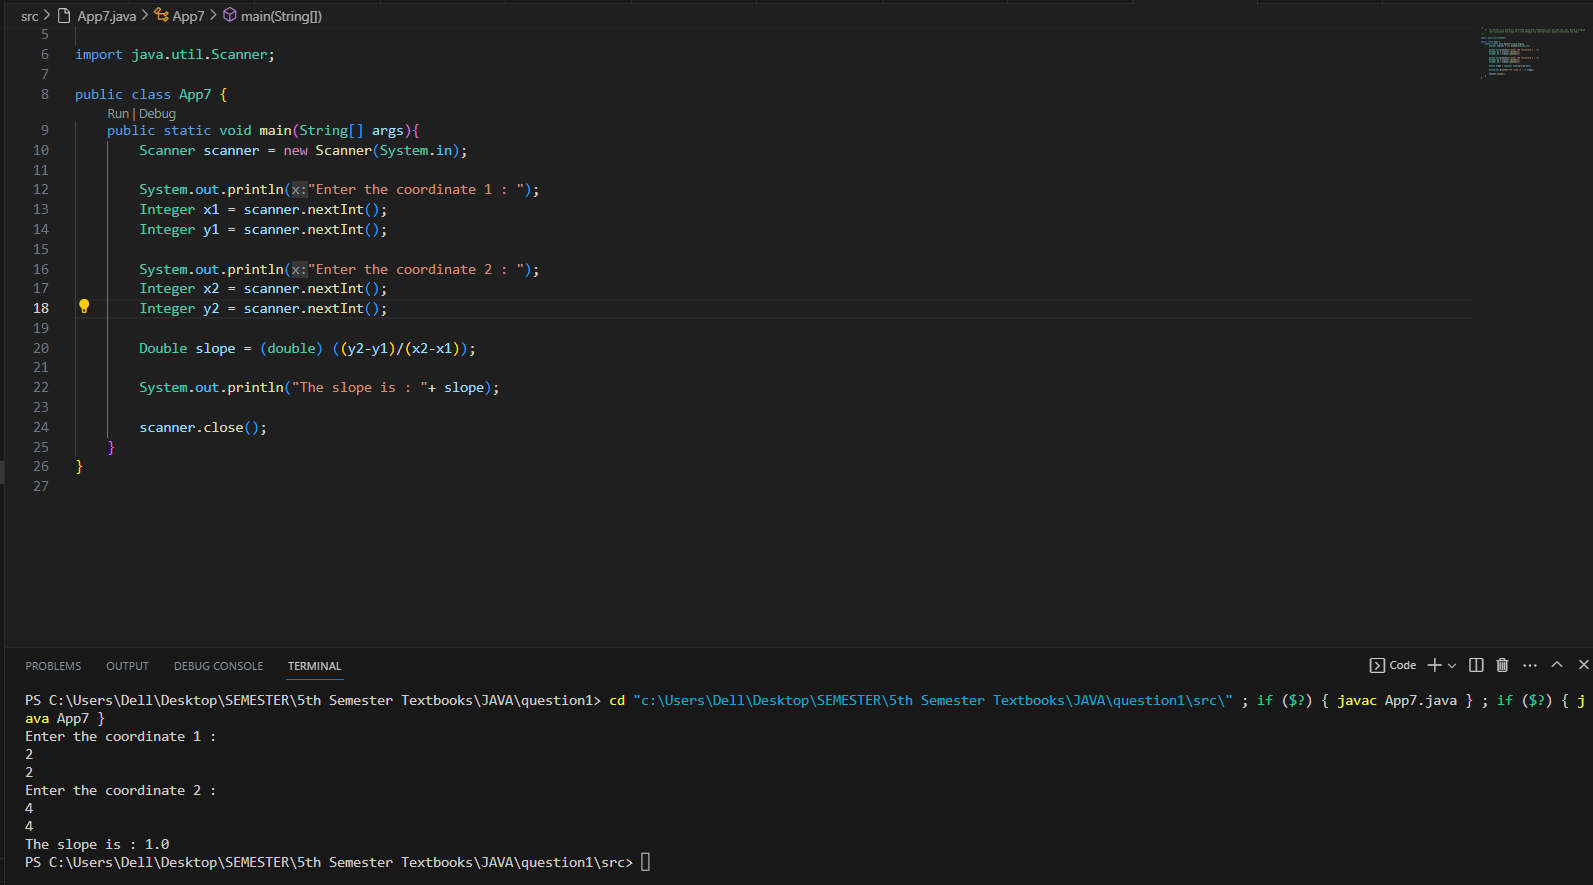 src > App7.java > App7 > main(String[])
5
6 import java.util.Scanner;
7
8 public class App7 {
Run | Debug
9 public static void main(String[] args){
10 Scanner scanner = new Scanner(System.in);
11
12 System.out.println(x:"Enter the coordinate 1 : ");
13 Integer x1 = scanner.nextInt();
14 Integer y1 = scanner.nextInt();
15
16 System.out.println(x:"Enter the coordinate 2 : ");
17 Integer x2 = scanner.nextInt();
18 Integer y2 = scanner.nextInt();
19
20 Double slope = (double) ((y2-y1)/(x2-x1));
21
22 System.out.println("The slope is : "+ slope);
23
24 scanner.close();
25 }
26 }
27
PROBLEMS OUTPUT DEBUG CONSOLE TERMINAL Code
PS C:\Users\Dell\Desktop\SEMESTER\5th Semester Textbooks\JAVA\question1> cd "c:\Users\Dell\Desktop\SEMESTER\5th Semester Textbooks\JAVA\question1\src\" ; if ($?) { javac App7.java } ; if ($?) { j
ava App7 }
Enter the coordinate 1 :
2
2
Enter the coordinate 2 :
4
4
The slope is : 1.0
PS C:\Users\Dell\Desktop\SEMESTER\5th Semester Textbooks\JAVA\question1\src>